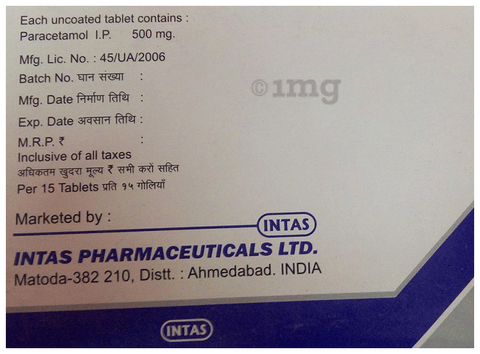 Each uncoated tablet contains :
Paracetamol I.P. 500 mg.
Mfg. Lic. No. : 45/UA/2006
Batch No. घान संख्या :
Mfg. Date निर्माण तिथि :
Exp. Date अवसान तिथि :
M.R.P. ₹ :
Inclusive of all taxes
अधिकतम खुदरा मूल्य ₹ सभी करों सहित
Per 15 Tablets प्रति १५ गोलियाँ
©1mg
Marketed by :
INTAS
INTAS PHARMACEUTICALS LTD.
Matoda-382 210, Distt. : Ahmedabad. INDIA
INTAS